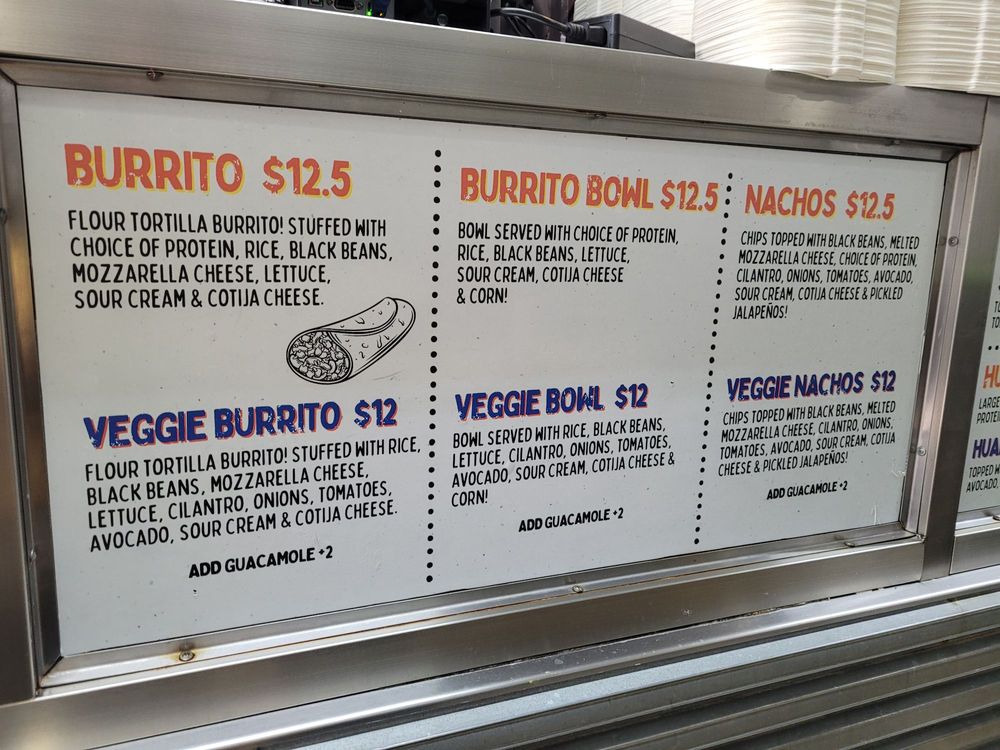 BURRITO $12.5
FLOUR TORTILLA BURRITO! STUFFED WITH
CHOICE OF PROTEIN, RICE, BLACK BEANS,
MOZZARELLA CHEESE, LETTUCE,
SOUR CREAM & COTIJA CHEESE.
VEGGIE BURRITO $12
FLOUR TORTILLA BURRITO! STUFFED WITH RICE,
BLACK BEANS, MOZZARELLA CHEESE,
LETTUCE, CILANTRO, ONIONS, TOMATOES,
AVOCADO, SOUR CREAM & COTIJA CHEESE.
ADD GUACAMOLE +2
BURRITO BOWL $12.5
BOWL SERVED WITH CHOICE OF PROTEIN,
RICE, BLACK BEANS, LETTUCE,
SOUR CREAM, COTIJA CHEESE
& CORN!
VEGGIE BOWL $12
BOWL SERVED WITH RICE, BLACK BEANS,
LETTUCE, CILANTRO, ONIONS, TOMATOES,
AVOCADO, SOUR CREAM, COTIJA CHEESE &
CORN!
ADD GUACAMOLE +2
NACHOS $12.5
CHIPS TOPPED WITH BLACK BEANS, MELTED
MOZZARELLA CHEESE, CHOICE OF PROTEIN,
CILANTRO, ONIONS, TOMATOES, AVOCADO,
SOUR CREAM, COTIJA CHEESE & PICKLED
JALAPEÑOS!
VEGGIE NACHOS $12
CHIPS TOPPED WITH BLACK BEANS, MELTED
MOZZARELLA CHEESE, CILANTRO, ONIONS,
TOMATOES, AVOCADO, SOUR CREAM, COTIJA
CHEESE & PICKLED JALAPEÑOS!
ADD GUACAMOLE +2
LARGE
AVOCADO,